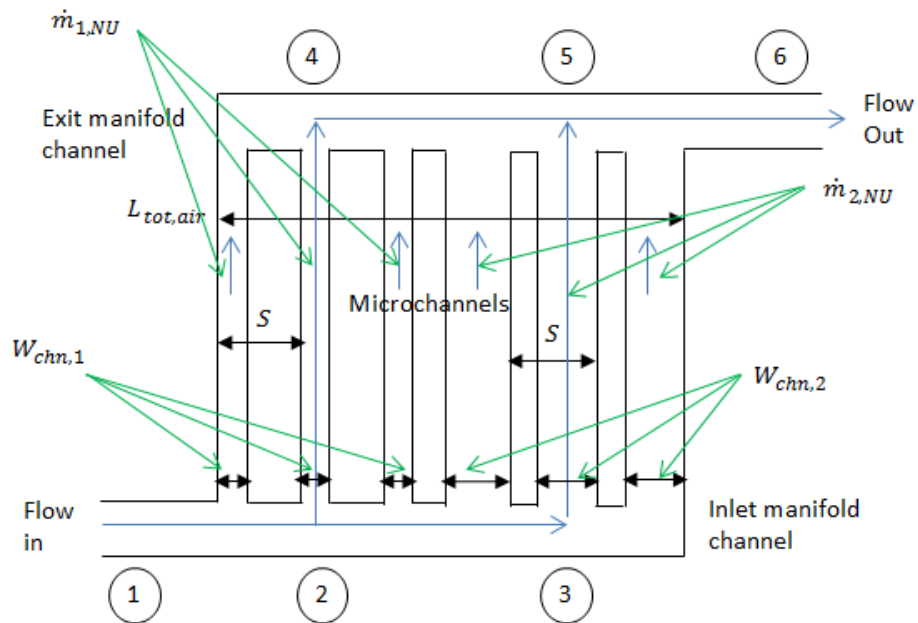 ṁ1,NU
4
5
6
Exit manifold
channel
Flow
Out
Ltot,air
ṁ2,NU
Microchannels
S
S
Wchn,1
Wchn,2
Flow
in
Inlet manifold
channel
1
2
3